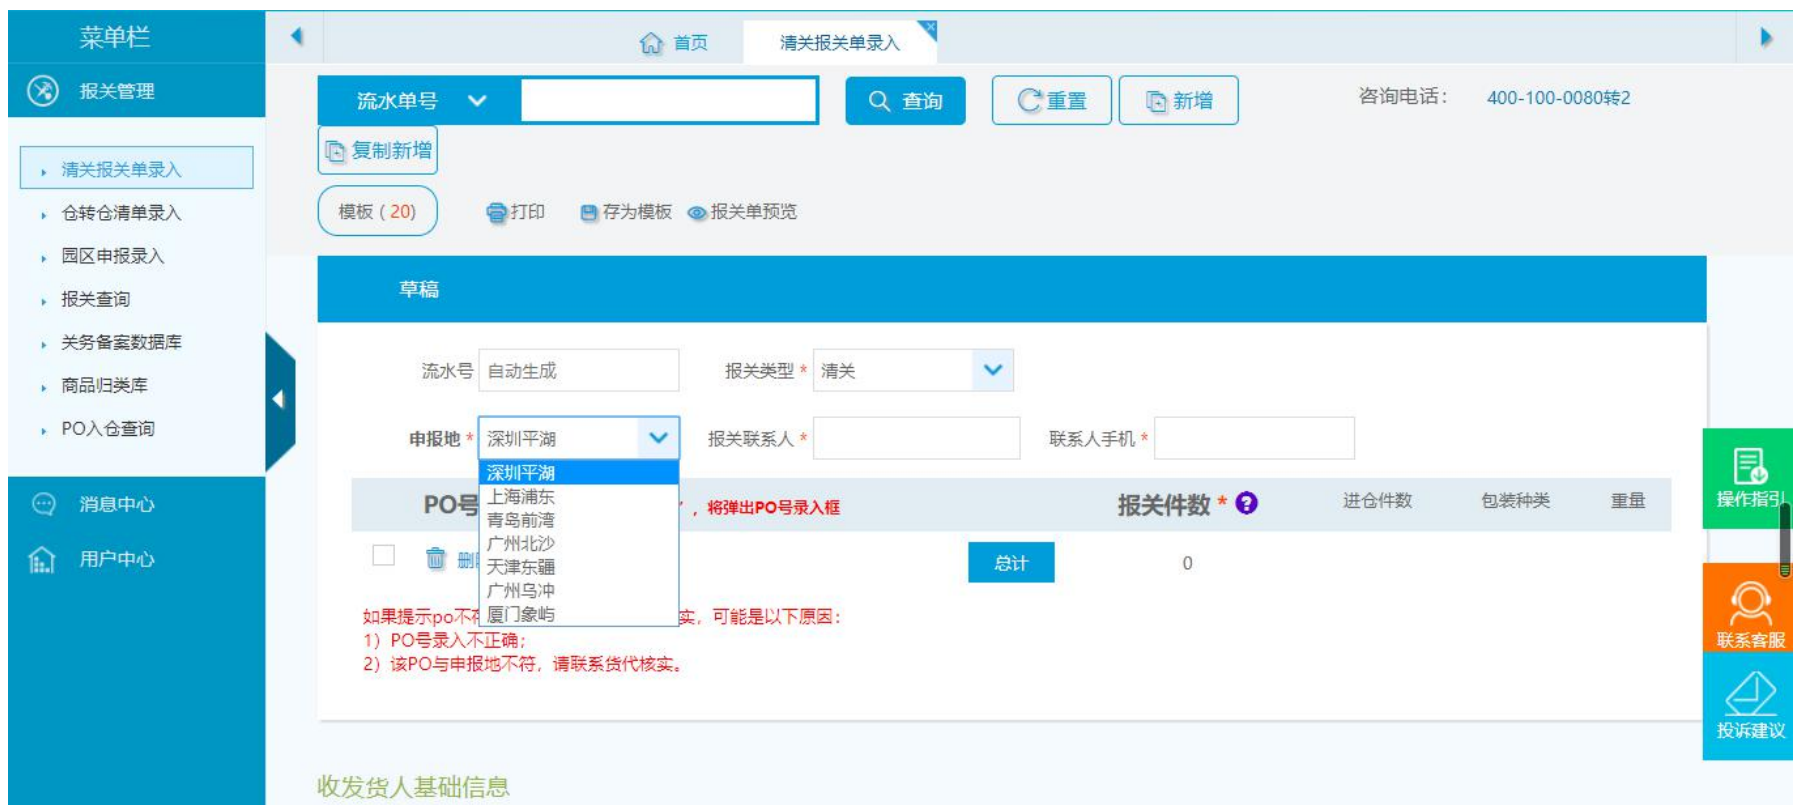 菜单栏
首页
清关报关单录入
报关管理
流水单号
查询
重置
新增
咨询电话：
400-100-0080转2
复制新增
清关报关单录入
仓转仓清单录入
园区申报录入
报关查询
关务备案数据库
商品归类库
PO入仓查询
消息中心
用户中心
模板（20）
打印
存为模板
报关单预览
草稿
流水号 自动生成
报关类型 * 清关
申报地 * 深圳平湖
报关联系人 *
联系人手机 *
深圳平湖
上海浦东
青岛前湾
广州北沙
天津东疆
广州乌冲
厦门象屿
PO号
，将弹出PO号录入框
报关件数 * ?
进仓件数
包装种类
重量
总计
0
如果提示po不
实，可能是以下原因：
1）PO号录入不正确；
2）该PO与申报地不符，请联系货代核实。
收发货人基础信息
操作指引
联系客服
投诉建议